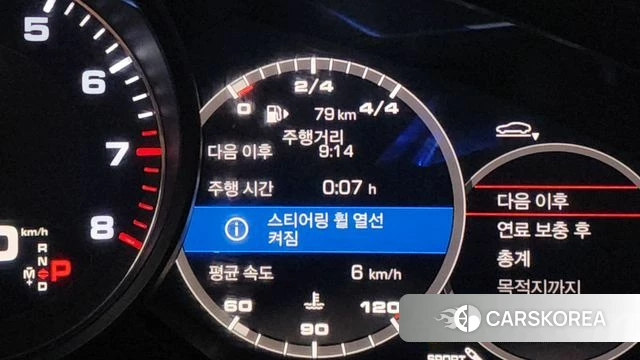 5
6
7
8
0 km/h
R
N
M D
+
-
P
2/4
0
4/4
79 km
주행거리
다음 이후 9:14
주행 시간 0:07 h
스티어링 휠 열선
켜짐
평균 속도 6 km/h
60
90
120
다음 이후
연료 보충 후
총계
목적지까지
SPORT
CARSKOREA